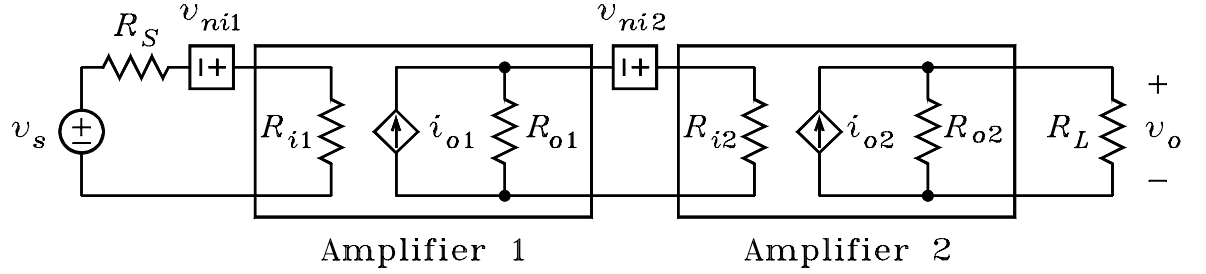 R_S v_ni1 v_ni2
v_s R_i1 i_o1 R_o1 R_i2 i_o2 R_o2 R_L + v_o −
Amplifier 1 Amplifier 2